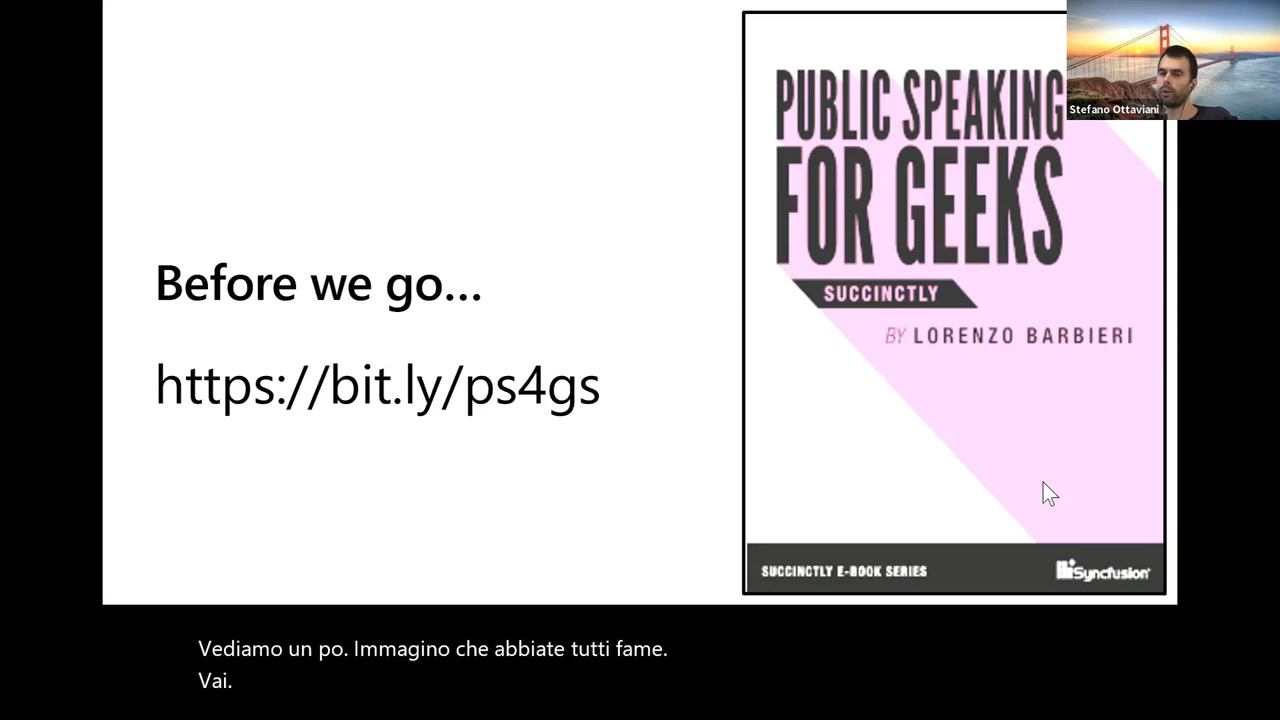 Before we go...
https://bit.ly/ps4gs
PUBLIC SPEAKING
FOR GEEKS
SUCCINCTLY
BY LORENZO BARBIERI
SUCCINCTLY E-BOOK SERIES
Syncfusion
Stefano Ottaviani
Vediamo un po. Immagino che abbiate tutti fame.
Vai.